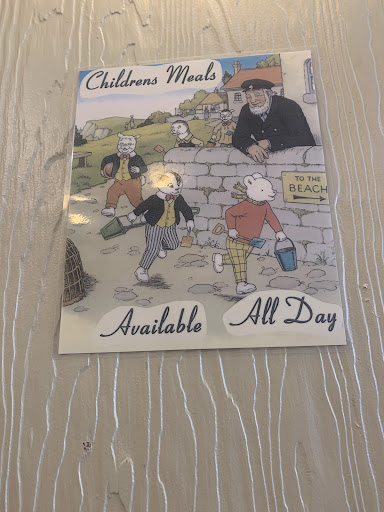 Childrens Meals
TO THE
BEACH
Available
All Day